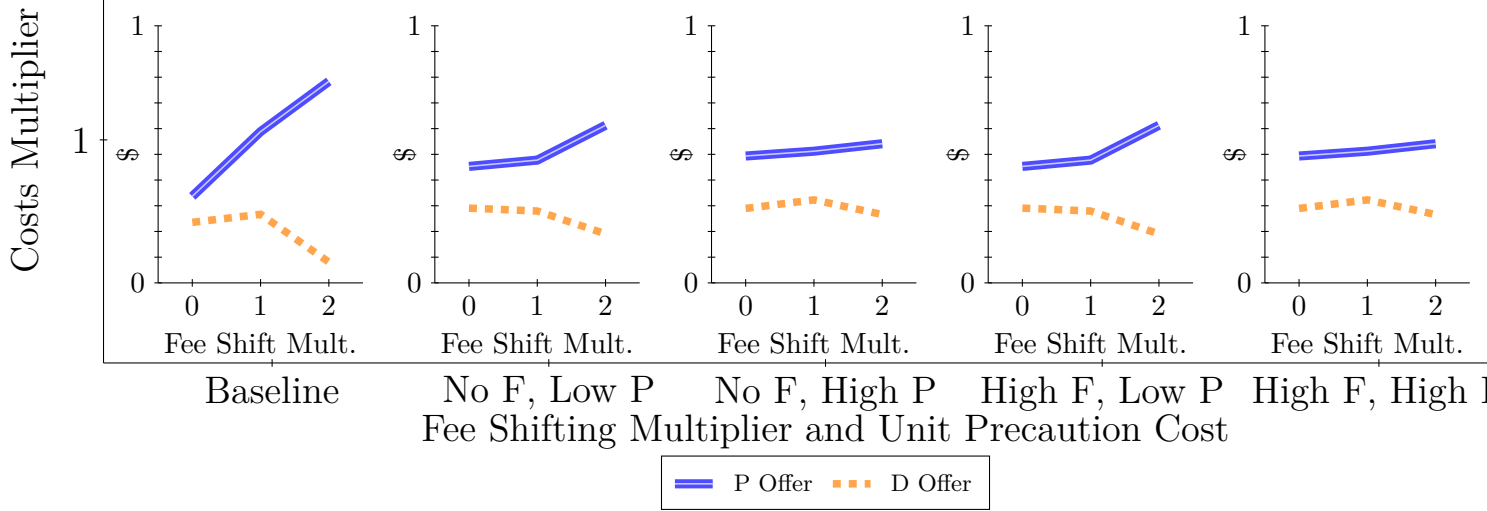 Costs Multiplier
1
1 1 1 1 1
$ $ $ $ $
0 0 0 0 0
0 1 2 0 1 2 0 1 2 0 1 2 0 1 2
Fee Shift Mult. Fee Shift Mult. Fee Shift Mult. Fee Shift Mult. Fee Shift Mult.
Baseline No F, Low P No F, High P High F, Low P High F, High
Fee Shifting Multiplier and Unit Precaution Cost
P Offer D Offer